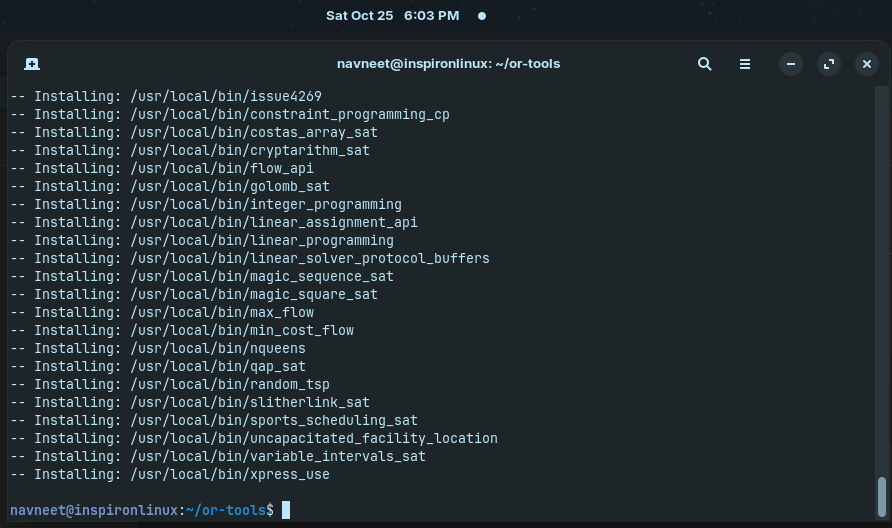 Sat Oct 25 6:03 PM
navneet@inspironlinux: ~/or-tools
-- Installing: /usr/local/bin/issue4269
-- Installing: /usr/local/bin/constraint_programming_cp
-- Installing: /usr/local/bin/costas_array_sat
-- Installing: /usr/local/bin/cryptarithm_sat
-- Installing: /usr/local/bin/flow_api
-- Installing: /usr/local/bin/golomb_sat
-- Installing: /usr/local/bin/integer_programming
-- Installing: /usr/local/bin/linear_assignment_api
-- Installing: /usr/local/bin/linear_programming
-- Installing: /usr/local/bin/linear_solver_protocol_buffers
-- Installing: /usr/local/bin/magic_sequence_sat
-- Installing: /usr/local/bin/magic_square_sat
-- Installing: /usr/local/bin/max_flow
-- Installing: /usr/local/bin/min_cost_flow
-- Installing: /usr/local/bin/nqueens
-- Installing: /usr/local/bin/qap_sat
-- Installing: /usr/local/bin/random_tsp
-- Installing: /usr/local/bin/slitherlink_sat
-- Installing: /usr/local/bin/sports_scheduling_sat
-- Installing: /usr/local/bin/uncapacitated_facility_location
-- Installing: /usr/local/bin/variable_intervals_sat
-- Installing: /usr/local/bin/xpress_use
navneet@inspironlinux:~/or-tools$